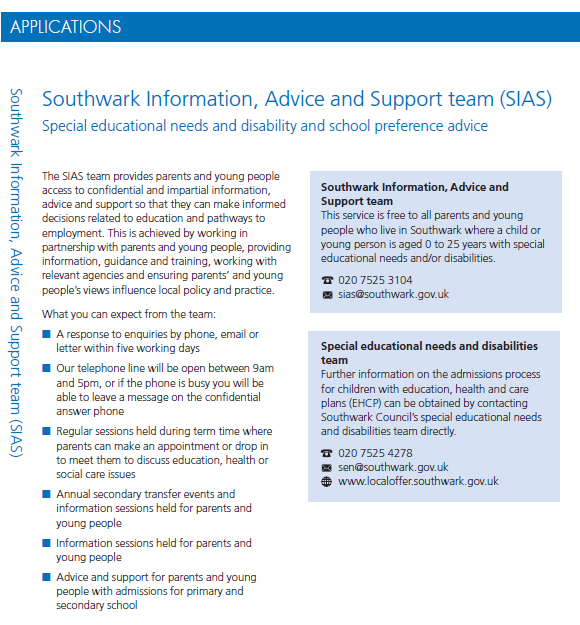 APPLICATIONS
Southwark Information, Advice and Support team (SIAS)
Southwark Information, Advice and Support team (SIAS)
Special educational needs and disability and school preference advice
The SIAS team provides parents and young people
access to confidential and impartial information,
advice and support so that they can make informed
decisions related to education and pathways to
employment. This is achieved by working in
partnership with parents and young people, providing
information, guidance and training, working with
relevant agencies and ensuring parents’ and young
people’s views influence local policy and practice.
What you can expect from the team:
■ A response to enquiries by phone, email or
letter within five working days
■ Our telephone line will be open between 9am
and 5pm, or if the phone is busy you will be
able to leave a message on the confidential
answer phone
■ Regular sessions held during term time where
parents can make an appointment or drop in
to meet them to discuss education, health or
social care issues
■ Annual secondary transfer events and
information sessions held for parents and
young people
■ Information sessions held for parents and
young people
■ Advice and support for parents and young
people with admissions for primary and
secondary school
Southwark Information, Advice and
Support team
This service is free to all parents and young
people who live in Southwark where a child or
young person is aged 0 to 25 years with special
educational needs and/or disabilities.
☎ 020 7525 3104
✉ sias@southwark.gov.uk
Special educational needs and disabilities
team
Further information on the admissions process
for children with education, health and care
plans (EHCP) can be obtained by contacting
Southwark Council’s special educational needs
and disabilities team directly.
☎ 020 7525 4278
✉ sen@southwark.gov.uk
🌐 www.localoffer.southwark.gov.uk